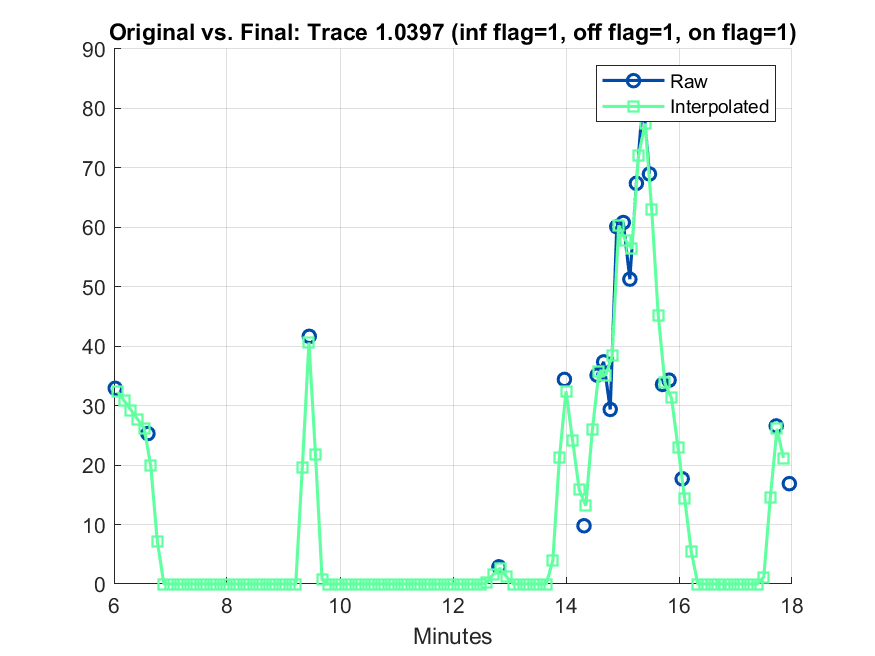 Original vs. Final: Trace 1.0397 (inf flag=1, off flag=1, on flag=1)
90
80
70
60
50
40
30
20
10
0
Raw
Interpolated
6 8 10 12 14 16 18
Minutes